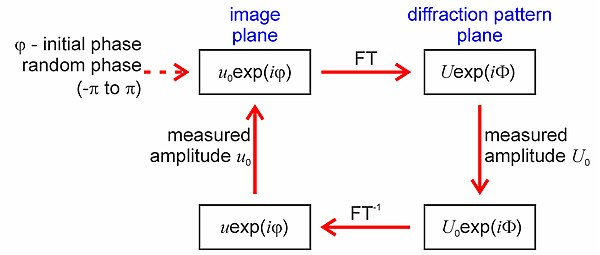 image
plane
diffraction pattern
plane
φ - initial phase
random phase
(-π to π)
u₀exp(iφ)
FT
Uexp(iΦ)
measured
amplitude u₀
measured
amplitude U₀
uexp(iφ)
FT⁻¹
U₀exp(iΦ)